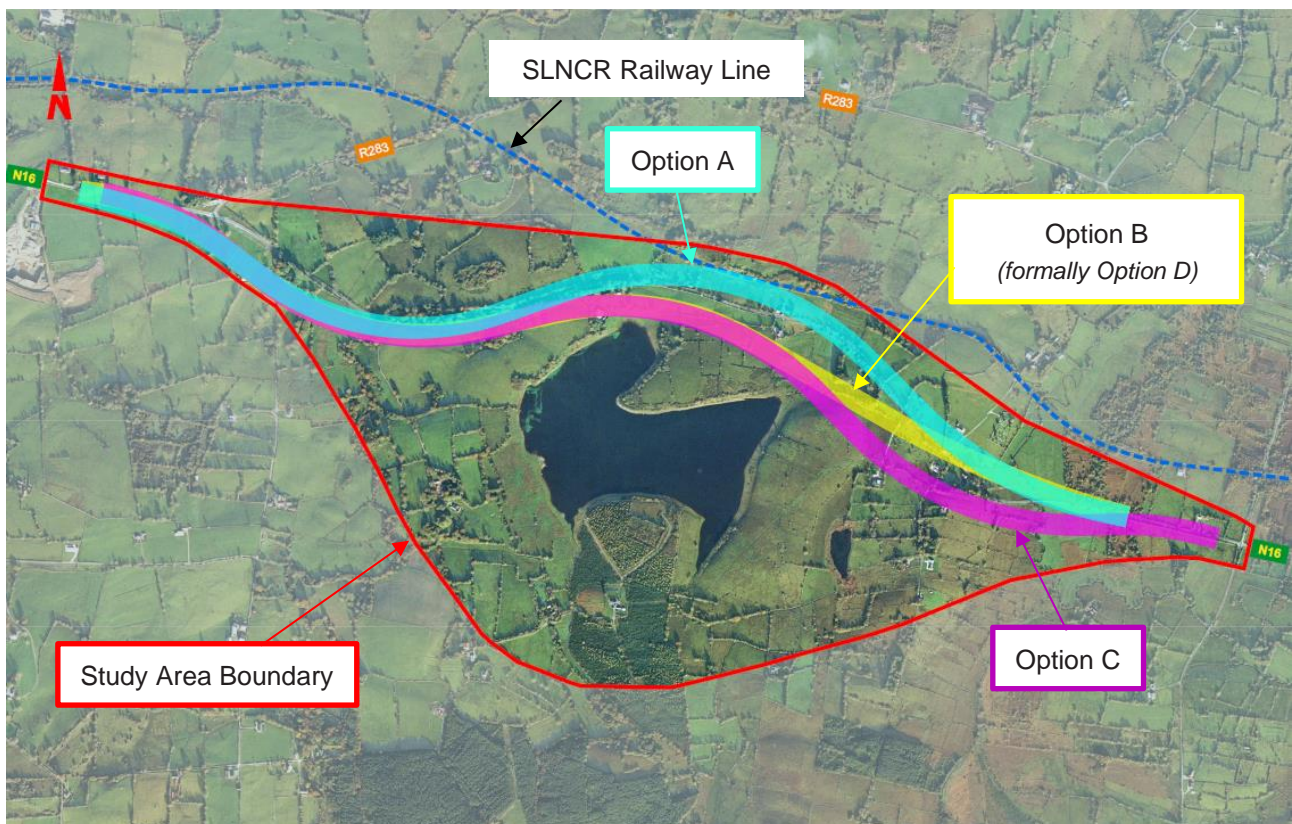 SLNCR Railway Line
R283
N
R283
Option A
N16
Option B
(formally Option D)
N16
Option C
Study Area Boundary